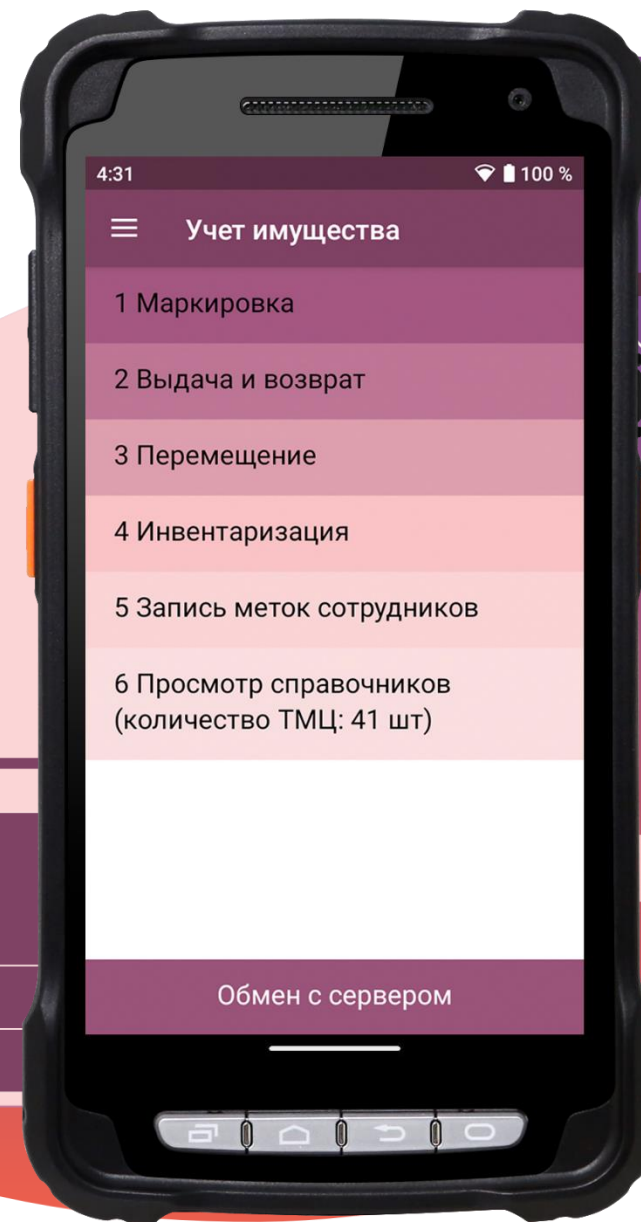 4:31
100 %
Учет имущества
1 Маркировка
2 Выдача и возврат
3 Перемещение
4 Инвентаризация
5 Запись меток сотрудников
6 Просмотр справочников
(количество ТМЦ: 41 шт)
Обмен с сервером